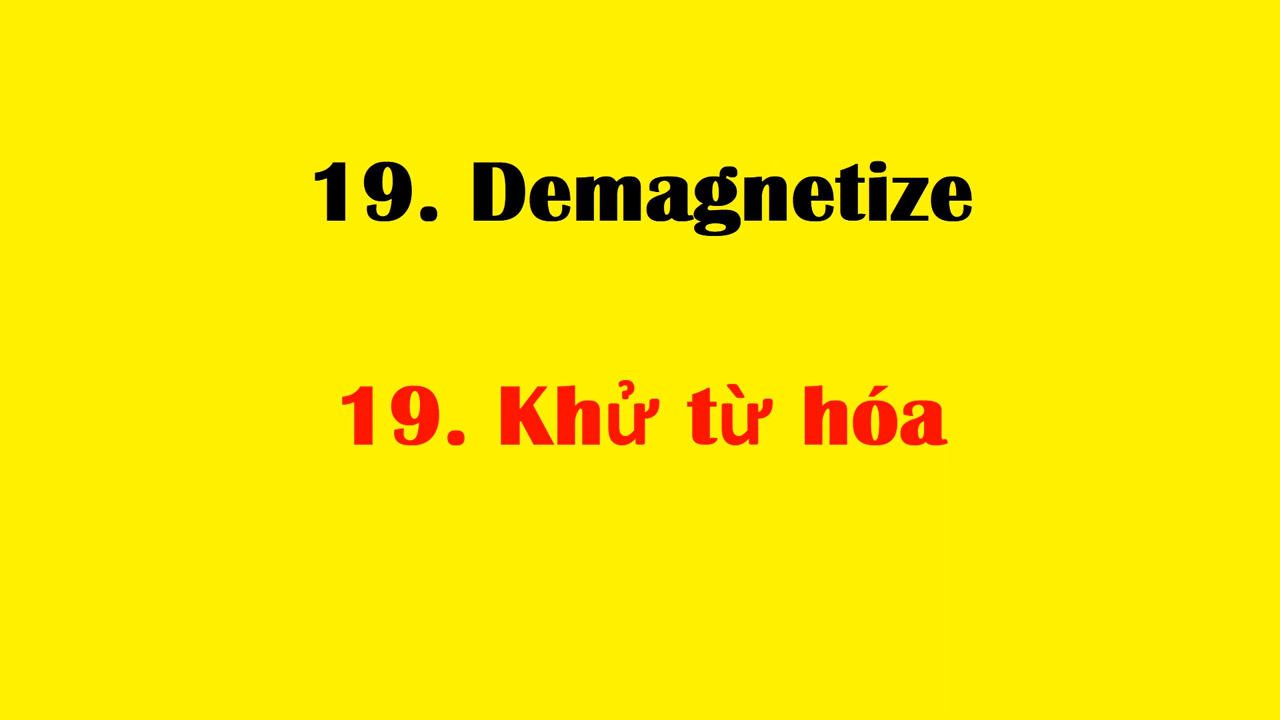 19. Demagnetize
19. Khử từ hóa